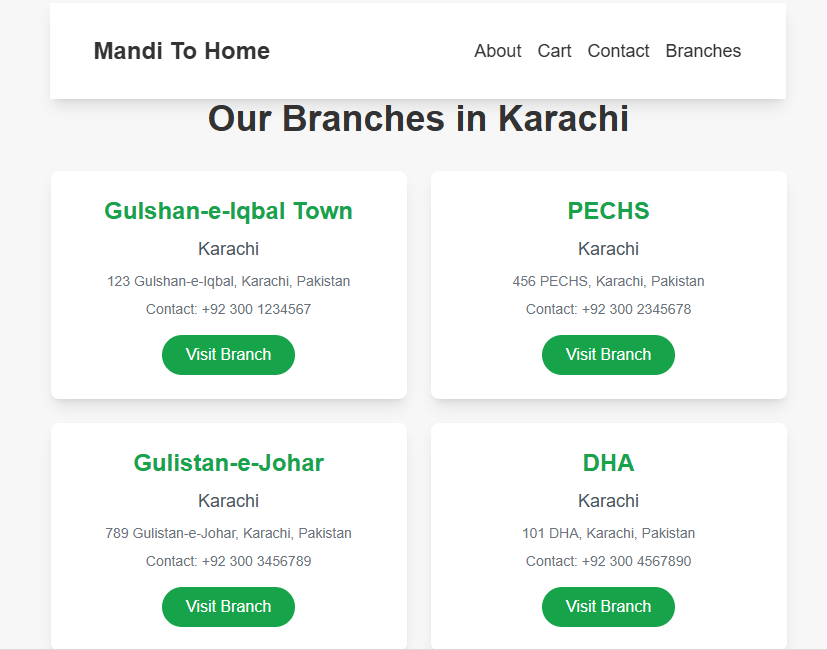 Mandi To Home
About Cart Contact Branches
Our Branches in Karachi
Gulshan-e-Iqbal Town
Karachi
123 Gulshan-e-Iqbal, Karachi, Pakistan
Contact: +92 300 1234567
Visit Branch
PECHS
Karachi
456 PECHS, Karachi, Pakistan
Contact: +92 300 2345678
Visit Branch
Gulistan-e-Johar
Karachi
789 Gulistan-e-Johar, Karachi, Pakistan
Contact: +92 300 3456789
Visit Branch
DHA
Karachi
101 DHA, Karachi, Pakistan
Contact: +92 300 4567890
Visit Branch